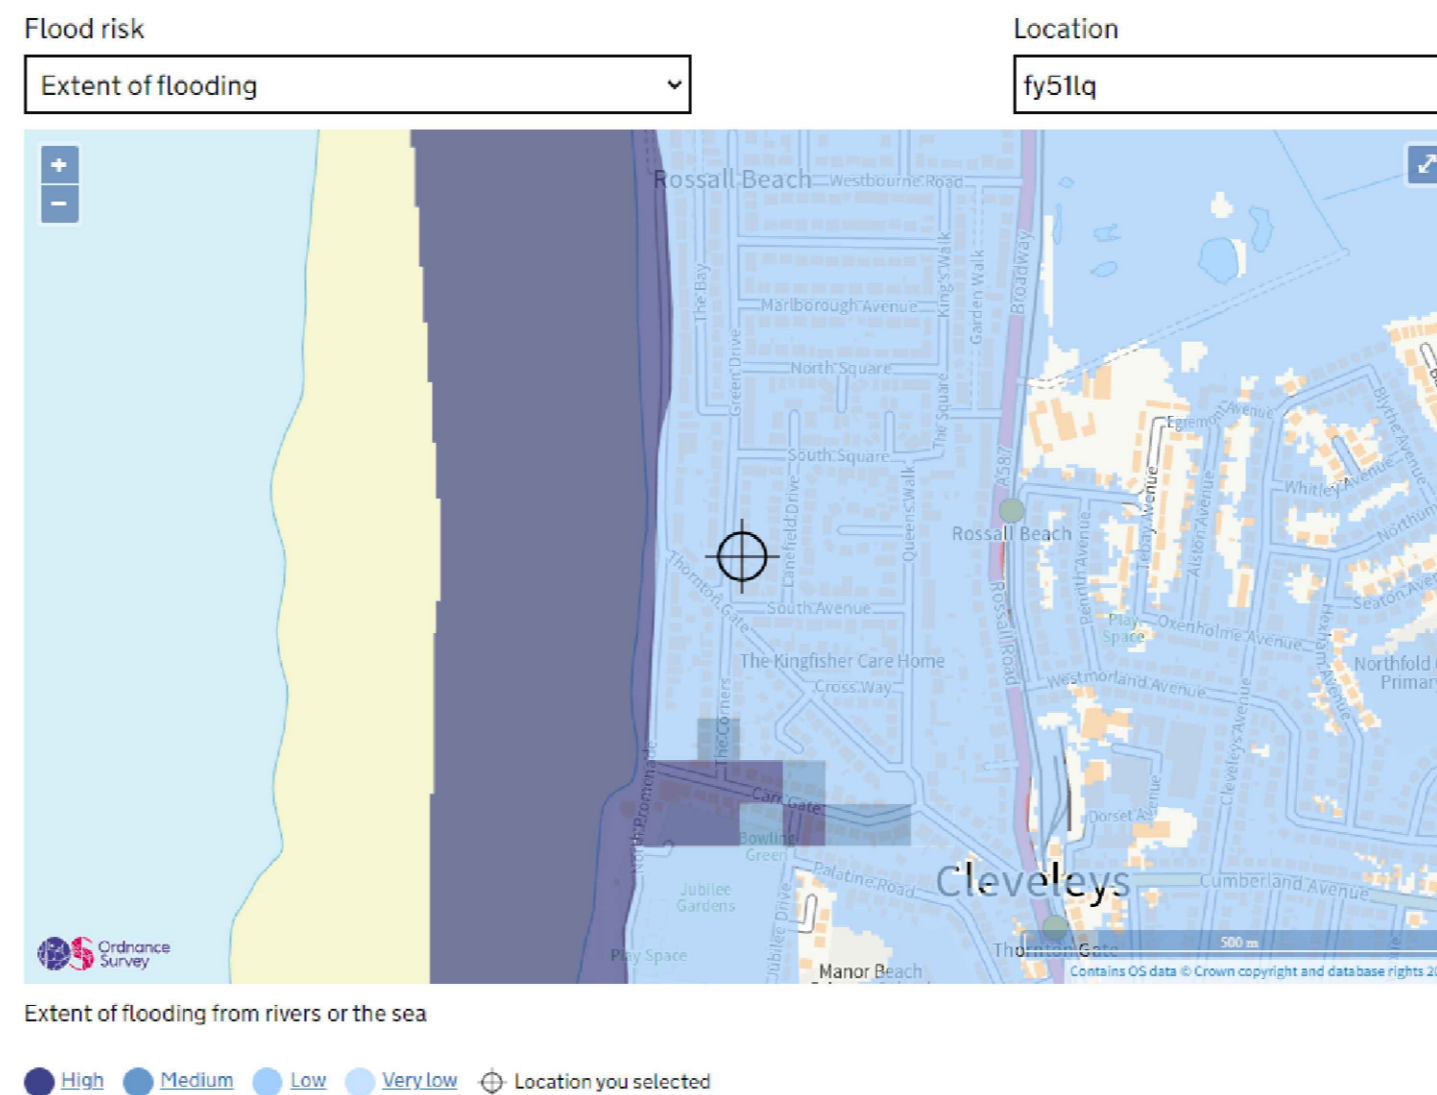 Flood risk
Location
Extent of flooding
fy51lq
+
−
Rossall Beach
Westbourne Road
The Bay
King's Walk
Garden Walk
Broadway
Marlborough Avenue
Green Drive
North Square
The Square
Egremont Avenue
Blythe Avenue
South Square
A587
Whitley Avenue
Lanefield Drive
Queens Walk
Tebay Avenue
Alston Avenue
Rossall Beach
Penrith Avenue
Thornton Gate
South Avenue
Rossall Road
Play
Space
Oxenholme Avenue
Hexham Avenue
The Kingfisher Care Home
Northfold
Primary
Cross Way
Westmorland Avenue
The Corners
Cleveleys Avenue
North Promenade
Carr Gate
Dorset
Bowling
Green
Palatine Road
Cleveleys
Cumberland Avenue
Jubilee
Gardens
Jubilee Drive
Ordnance
Survey
Play Space
Thornton Gate
500 m
Manor Beach
Contains OS data © Crown copyright and database rights
Extent of flooding from rivers or the sea
High Medium Low Very low Location you selected